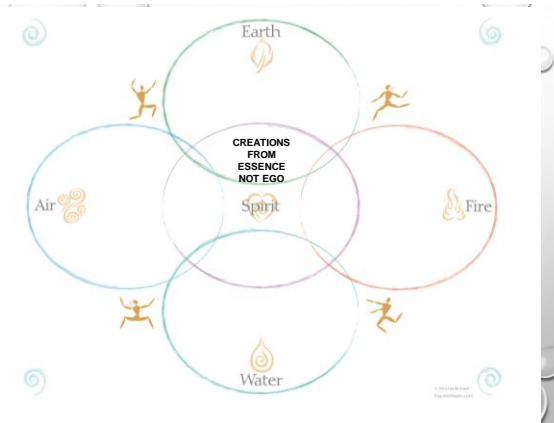 Earth
CREATIONS
FROM
ESSENCE
NOT EGO
Air
Spirit
Fire
Water